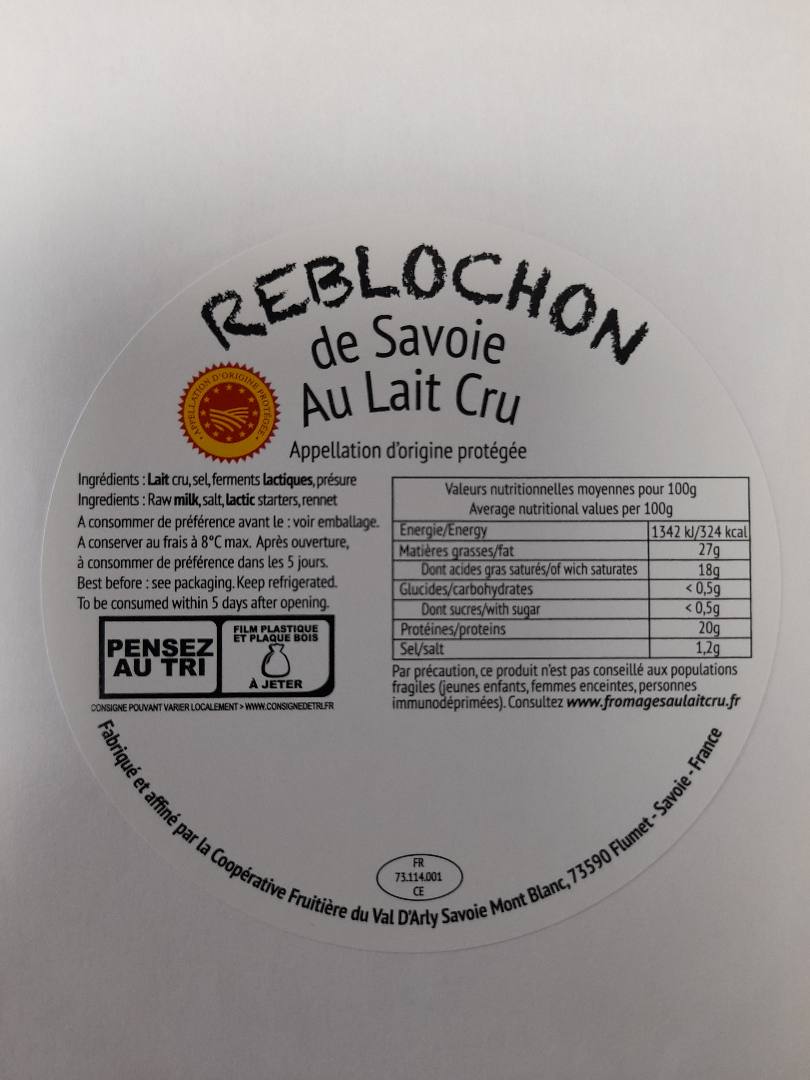 REBLOCHON
de Savoie
Au Lait Cru
APPELLATION D'ORIGINE PROTÉGÉE
Appellation d'origine protégée
Ingrédients : Lait cru, sel, ferments lactiques, présure
Ingredients : Raw milk, salt, lactic starters, rennet
A consommer de préférence avant le : voir emballage.
A conserver au frais à 8°C max. Après ouverture,
à consommer de préférence dans les 5 jours.
Best before : see packaging. Keep refrigerated.
To be consumed within 5 days after opening.
PENSEZ
AU TRI
FILM PLASTIQUE
ET PLAQUE BOIS
À JETER
CONSIGNE POUVANT VARIER LOCALEMENT > WWW.CONSIGNEDETRI.FR
Valeurs nutritionnelles moyennes pour 100g
Average nutritional values per 100g
Energie/Energy 1342 kJ/324 kcal
Matières grasses/fat 27g
Dont acides gras saturés/of wich saturates 18g
Glucides/carbohydrates < 0,5g
Dont sucres/with sugar < 0,5g
Protéines/proteins 20g
Sel/salt 1,2g
Par précaution, ce produit n'est pas conseillé aux populations
fragiles (jeunes enfants, femmes enceintes, personnes
immunodéprimées). Consultez www.fromagesaulaitcru.fr
FR
73.114.001
CE
Fabriqué et affiné par la Coopérative Fruitière du Val D'Arly Savoie Mont Blanc, 73590 Flumet - Savoie - France